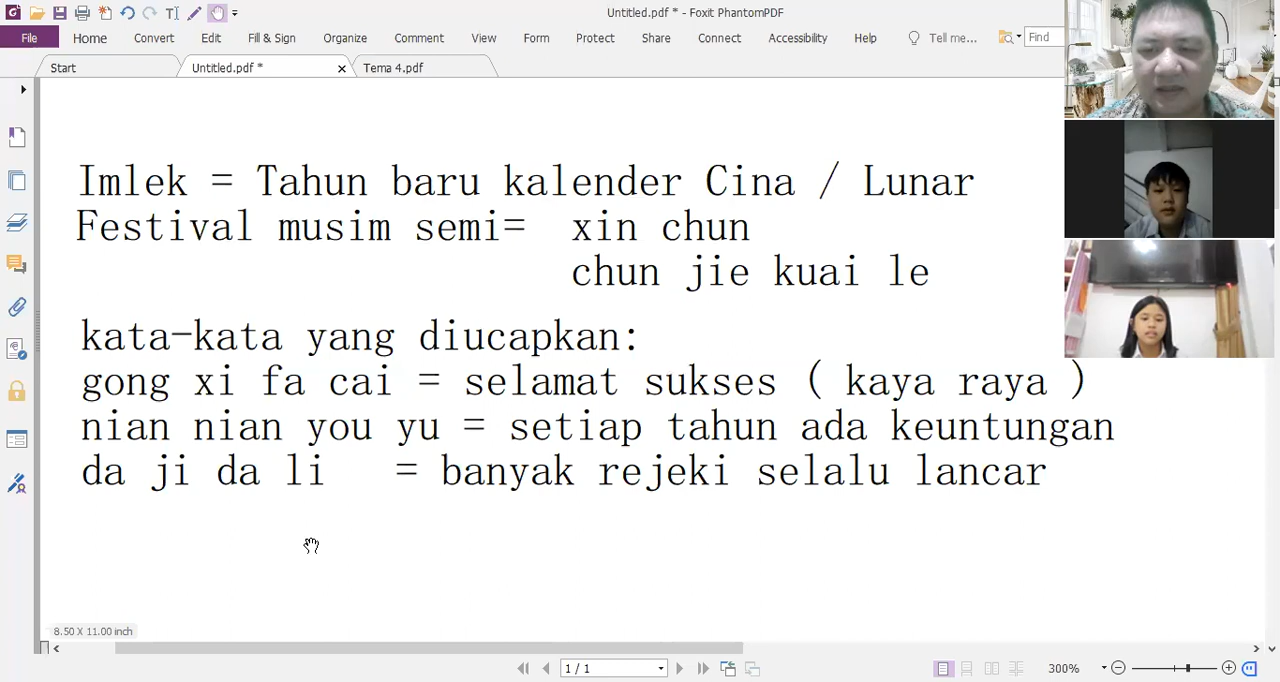 Untitled.pdf * - Foxit PhantomPDF
File Home Convert Edit Fill & Sign Organize Comment View Form Protect Share Connect Accessibility Help Tell me... Find
Start Untitled.pdf * Tema 4.pdf
Imlek = Tahun baru kalender Cina / Lunar
Festival musim semi= xin chun
chun jie kuai le
kata-kata yang diucapkan:
gong xi fa cai = selamat sukses ( kaya raya )
nian nian you yu = setiap tahun ada keuntungan
da ji da li = banyak rejeki selalu lancar
8.50 X 11.00 inch
1 / 1 300%